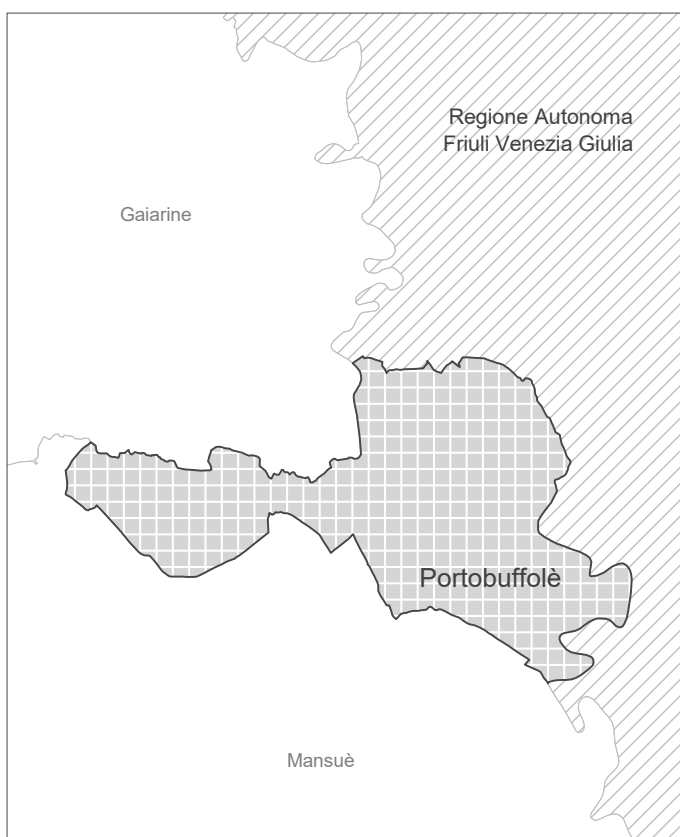 Regione Autonoma
Friuli Venezia Giulia
Gaiarine
Portobuffolè
Mansuè